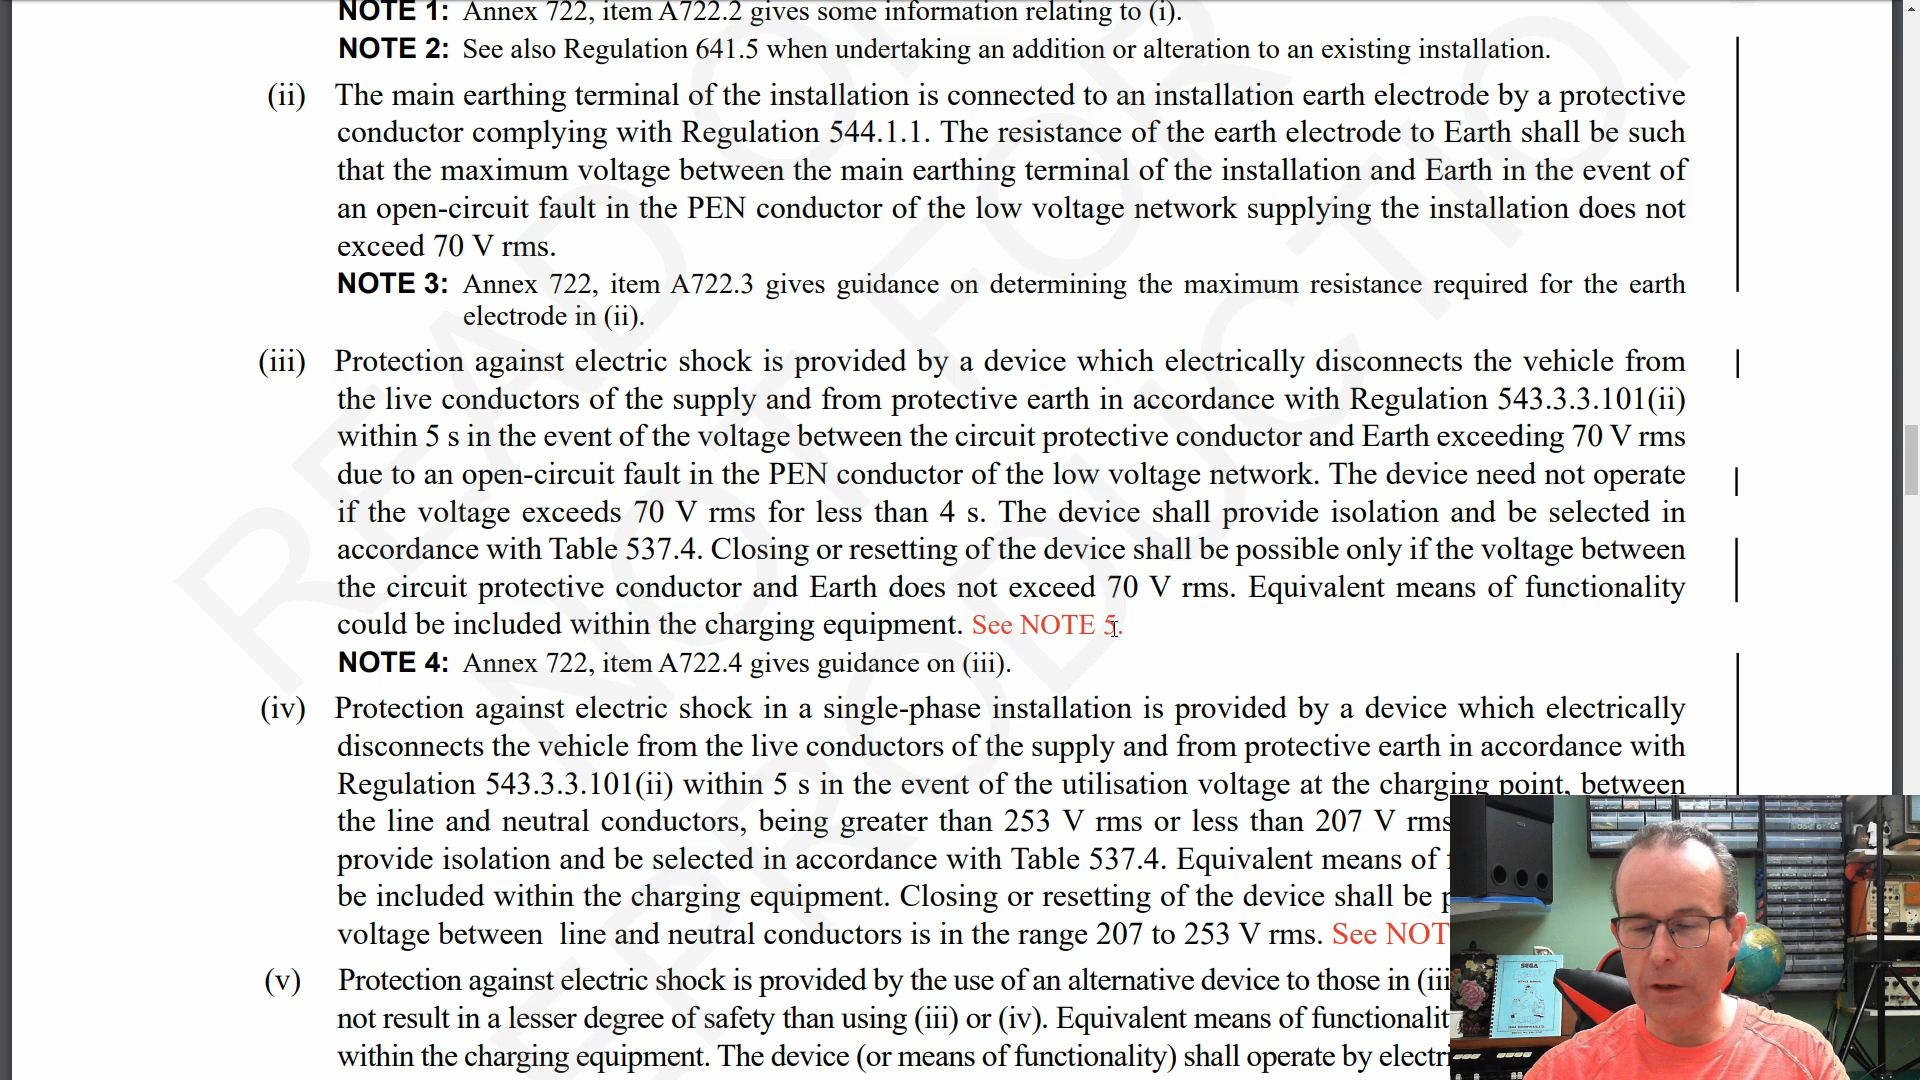 NOTE 1: Annex 722, item A722.2 gives some information relating to (i).
NOTE 2: See also Regulation 641.5 when undertaking an addition or alteration to an existing installation.
(ii) The main earthing terminal of the installation is connected to an installation earth electrode by a protective
conductor complying with Regulation 544.1.1. The resistance of the earth electrode to Earth shall be such
that the maximum voltage between the main earthing terminal of the installation and Earth in the event of
an open-circuit fault in the PEN conductor of the low voltage network supplying the installation does not
exceed 70 V rms.
NOTE 3: Annex 722, item A722.3 gives guidance on determining the maximum resistance required for the earth
electrode in (ii).
(iii) Protection against electric shock is provided by a device which electrically disconnects the vehicle from
the live conductors of the supply and from protective earth in accordance with Regulation 543.3.3.101(ii)
within 5 s in the event of the voltage between the circuit protective conductor and Earth exceeding 70 V rms
due to an open-circuit fault in the PEN conductor of the low voltage network. The device need not operate
if the voltage exceeds 70 V rms for less than 4 s. The device shall provide isolation and be selected in
accordance with Table 537.4. Closing or resetting of the device shall be possible only if the voltage between
the circuit protective conductor and Earth does not exceed 70 V rms. Equivalent means of functionality
could be included within the charging equipment. See NOTE 5.
NOTE 4: Annex 722, item A722.4 gives guidance on (iii).
(iv) Protection against electric shock in a single-phase installation is provided by a device which electrically
disconnects the vehicle from the live conductors of the supply and from protective earth in accordance with
Regulation 543.3.3.101(ii) within 5 s in the event of the utilisation voltage at the charging point, between
the line and neutral conductors, being greater than 253 V rms or less than 207 V rms
provide isolation and be selected in accordance with Table 537.4. Equivalent means of
be included within the charging equipment. Closing or resetting of the device shall be
voltage between line and neutral conductors is in the range 207 to 253 V rms. See NOT
(v) Protection against electric shock is provided by the use of an alternative device to those in (iii
not result in a lesser degree of safety than using (iii) or (iv). Equivalent means of functionalit
within the charging equipment. The device (or means of functionality) shall operate by electr
SEGA